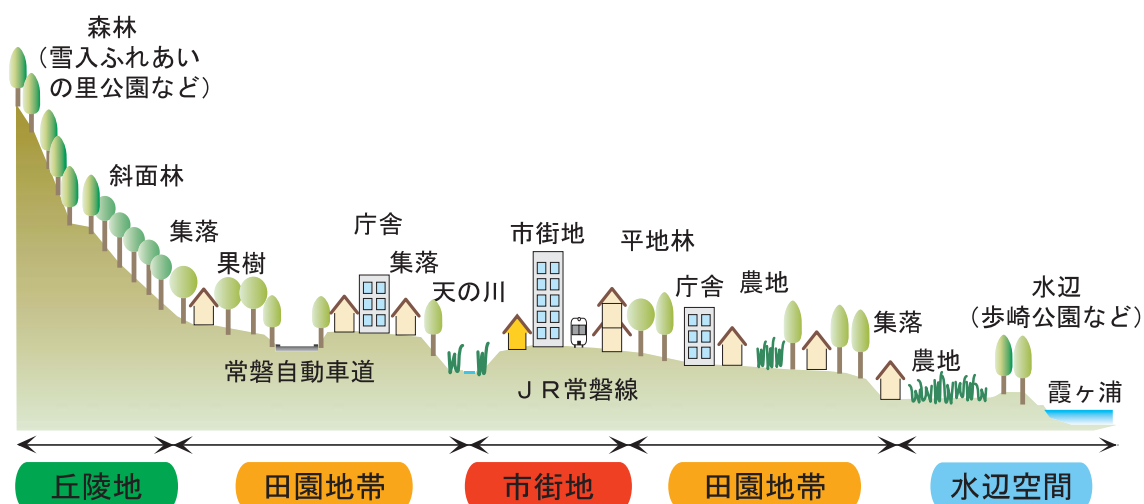 森林
（雪入ふれあい
の里公園など）
斜面林
集落
果樹
庁舎
集落
天の川
市街地
平地林
庁舎
農地
集落
農地
水辺
（歩崎公園など）
霞ヶ浦
常磐自動車道
ＪＲ常磐線
丘陵地
田園地帯
市街地
田園地帯
水辺空間